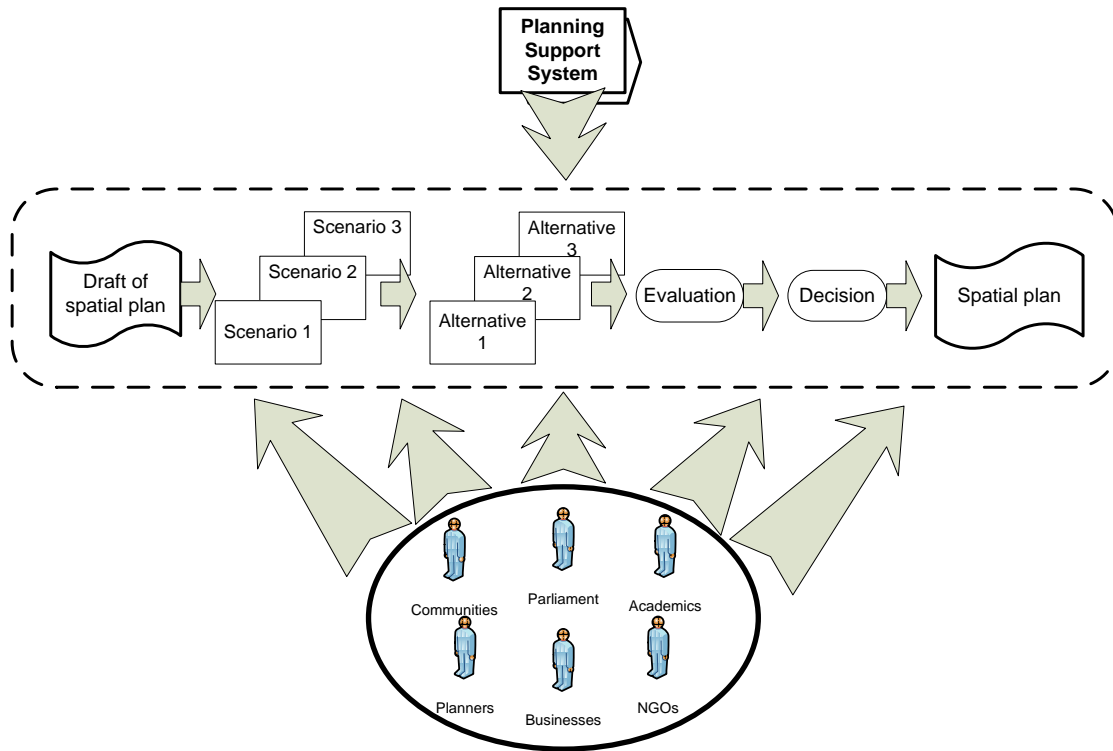 Planning
Support
System
Draft of
spatial plan
Scenario 3
Scenario 2
Scenario 1
Alternative
3
Alternative
2
Alternative
1
Evaluation
Decision
Spatial plan
Communities
Parliament
Academics
Planners
Businesses
NGOs